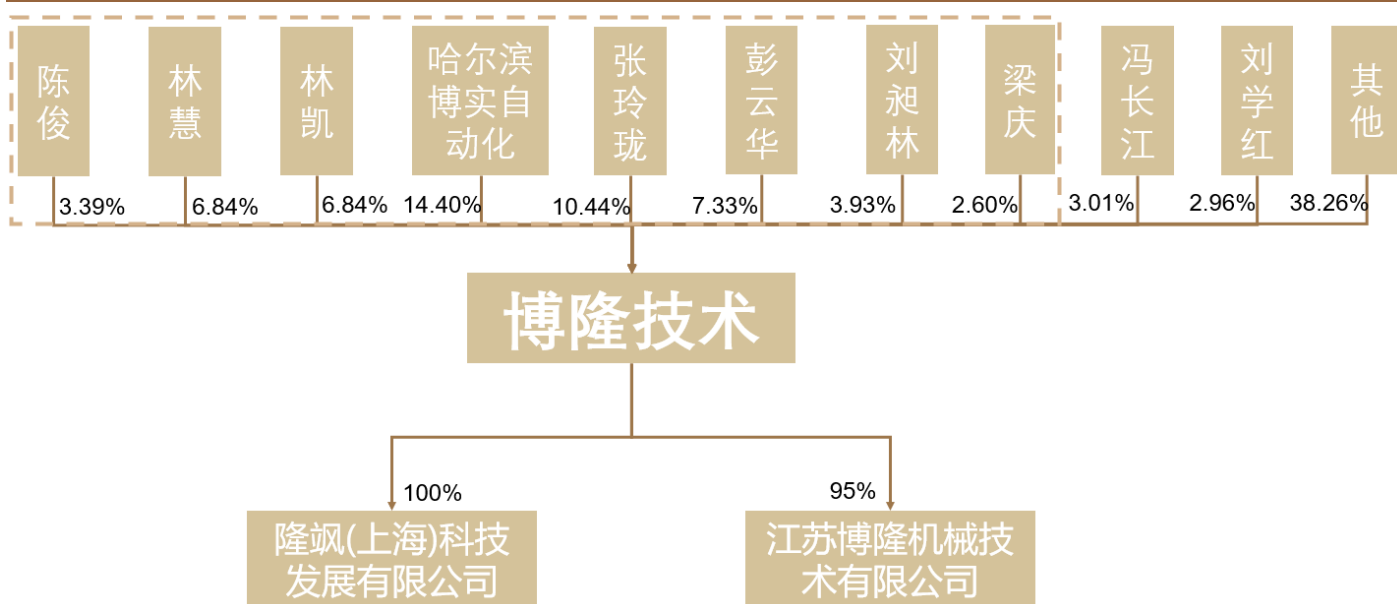 陈俊
林慧
林凯
哈尔滨
博实自
动化
张玲珑
彭云华
刘昶林
梁庆
冯长江
刘学红
其他
3.39%
6.84%
6.84%
14.40%
10.44%
7.33%
3.93%
2.60%
3.01%
2.96%
38.26%
博隆技术
100%
95%
隆飒(上海)科技
发展有限公司
江苏博隆机械技
术有限公司